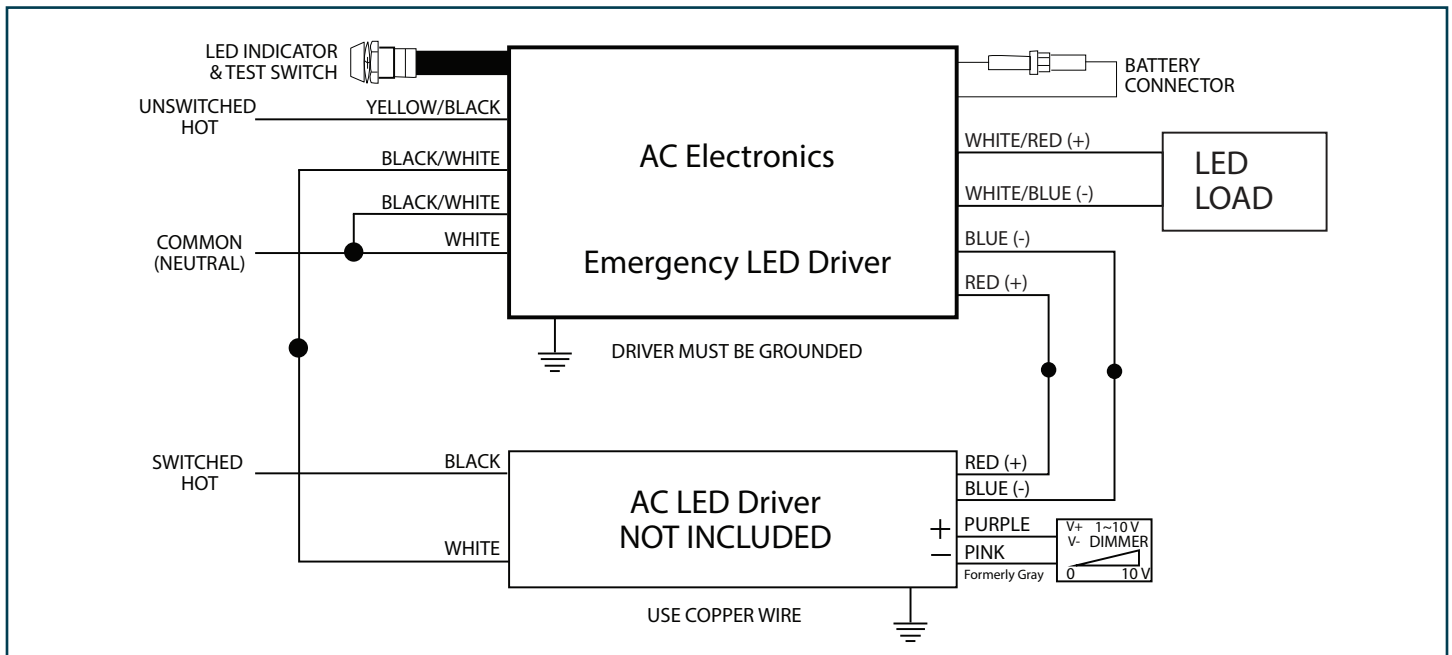 LED INDICATOR
& TEST SWITCH
BATTERY
CONNECTOR
UNSWITCHED
HOT
YELLOW/BLACK
BLACK/WHITE
BLACK/WHITE
COMMON
(NEUTRAL)
WHITE
AC Electronics
Emergency LED Driver
WHITE/RED (+)
WHITE/BLUE (-)
LED
LOAD
BLUE (-)
RED (+)
DRIVER MUST BE GROUNDED
SWITCHED
HOT
BLACK
WHITE
AC LED Driver
NOT INCLUDED
RED (+)
BLUE (-)
+ PURPLE
— PINK
Formerly Gray
V+ 1~10 V
V- DIMMER
0 10 V
USE COPPER WIRE